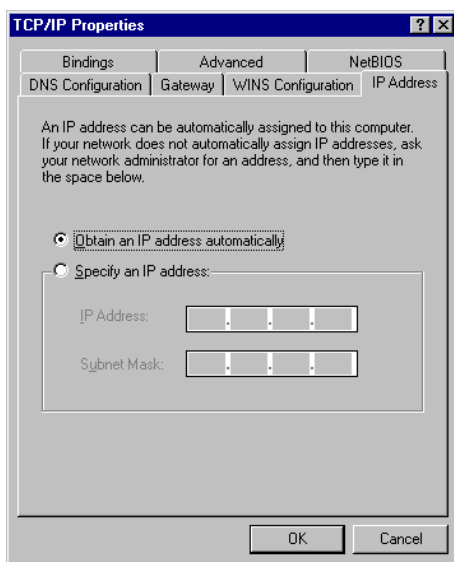 TCP/IP Properties
Bindings Advanced NetBIOS
DNS Configuration Gateway WINS Configuration IP Address
An IP address can be automatically assigned to this computer.
If your network does not automatically assign IP addresses, ask
your network administrator for an address, and then type it in
the space below.
Obtain an IP address automatically
Specify an IP address:
IP Address:
Subnet Mask:
OK Cancel